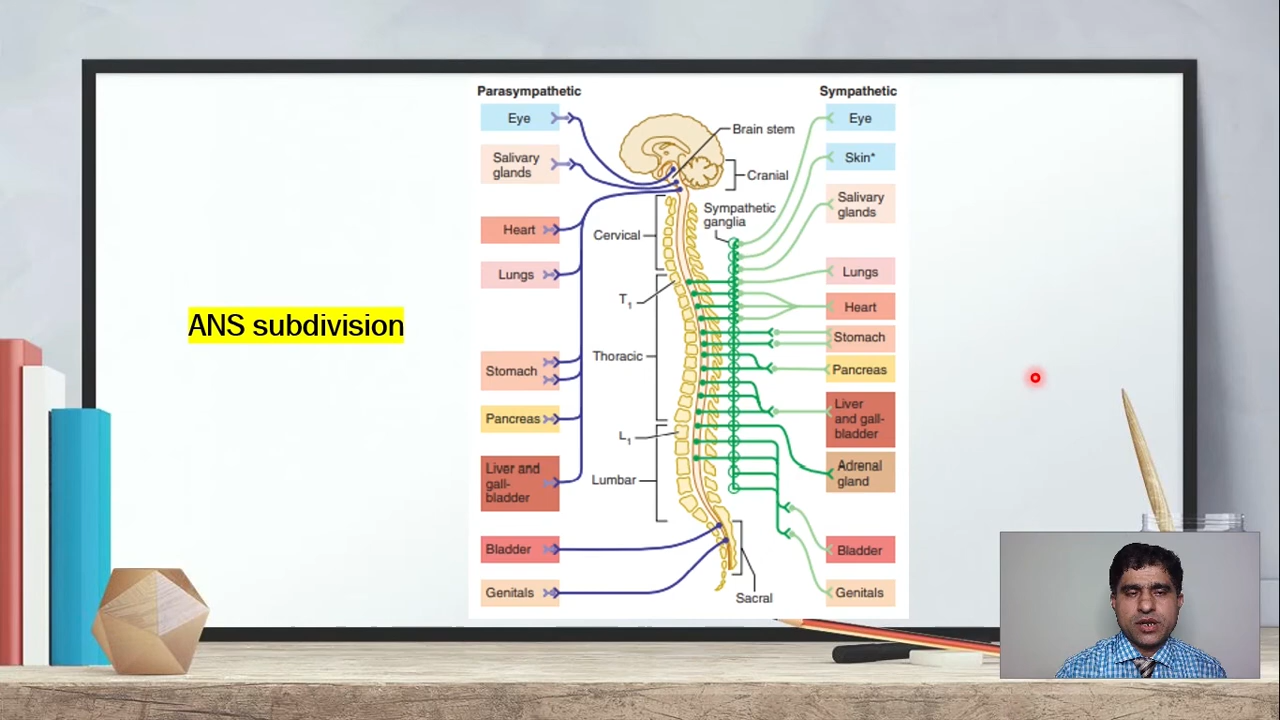 ANS subdivision
Parasympathetic
Eye
Salivary
glands
Heart
Lungs
Stomach
Pancreas
Liver and
gall-
bladder
Bladder
Genitals
Brain stem
Cranial
Sympathetic
ganglia
Cervical
T1
Thoracic
L1
Lumbar
Sacral
Sympathetic
Eye
Skin*
Salivary
glands
Lungs
Heart
Stomach
Pancreas
Liver
and gall-
bladder
Adrenal
gland
Bladder
Genitals